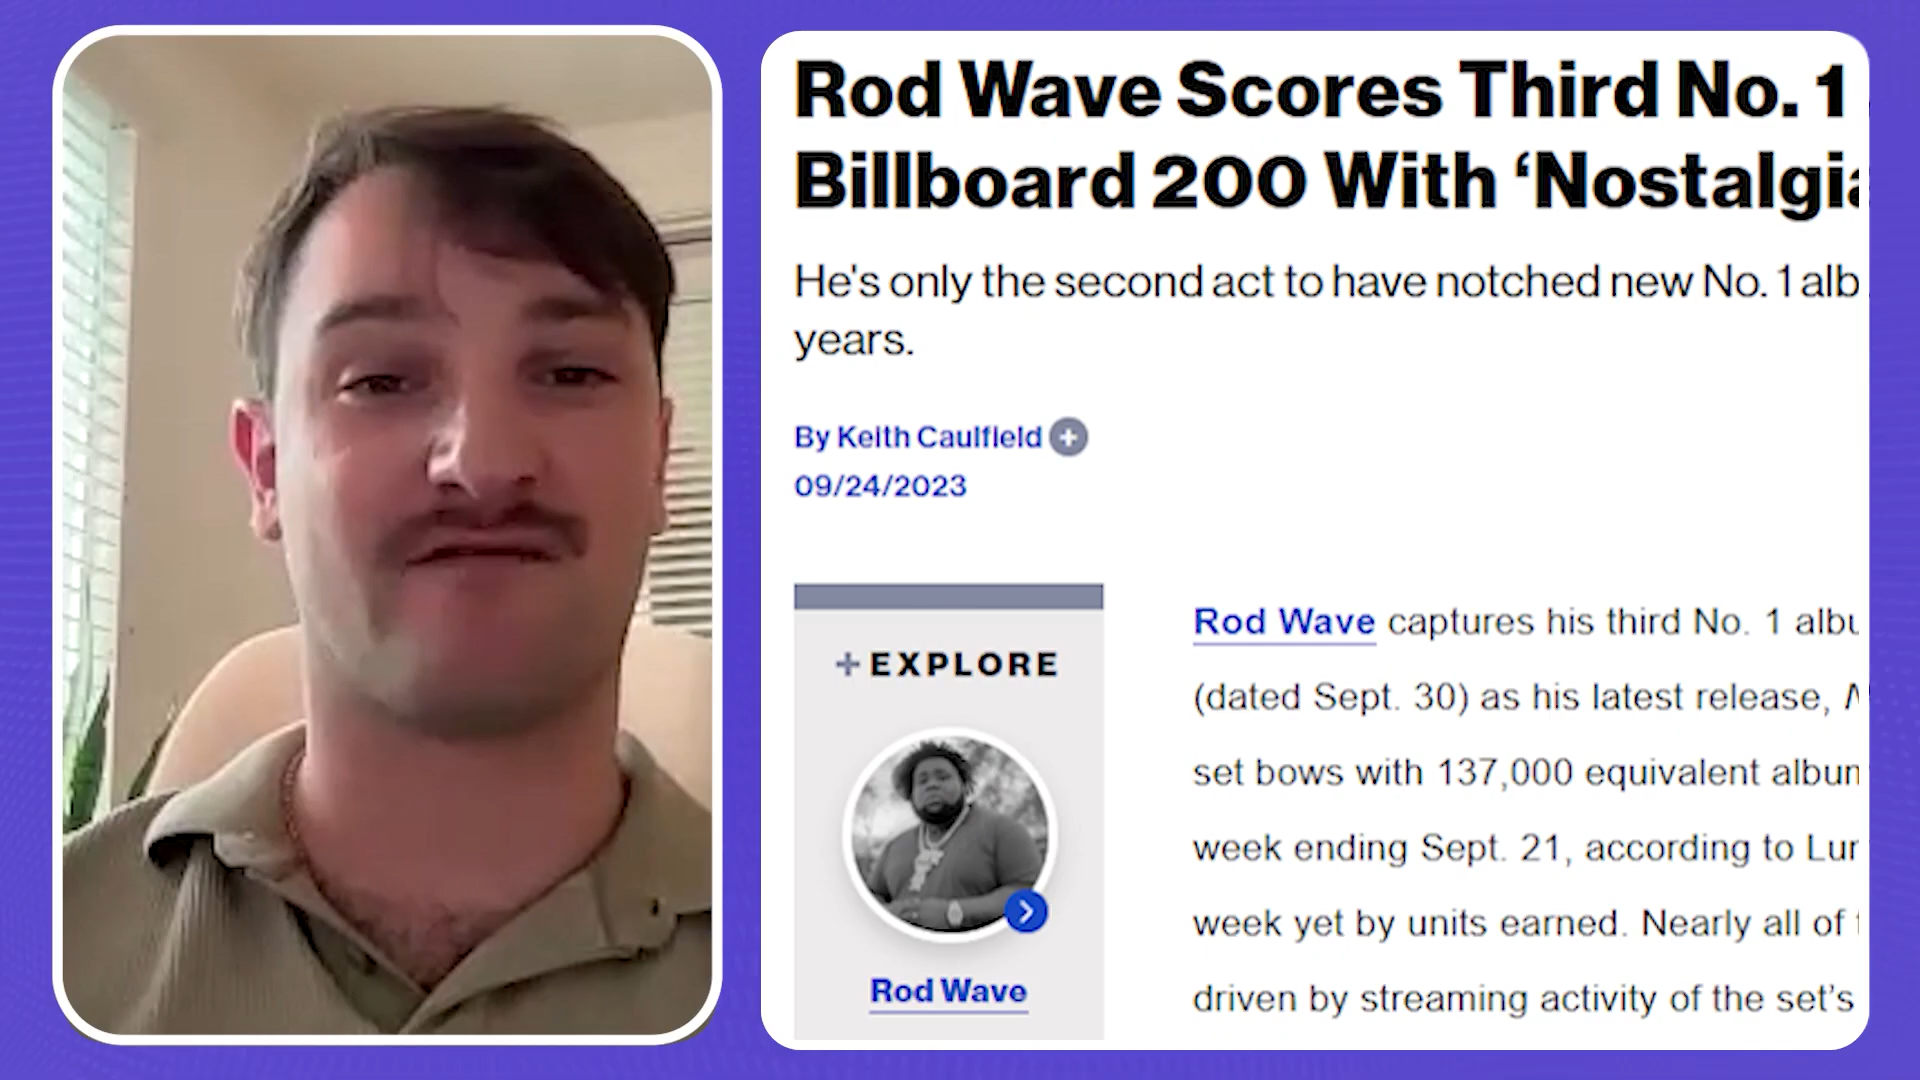 Rod Wave Scores Third No. 1
Billboard 200 With ‘Nostalgia
He's only the second act to have notched new No. 1 alb
years.
By Keith Caulfield
09/24/2023
+EXPLORE
Rod Wave captures his third No. 1 albu
(dated Sept. 30) as his latest release,
set bows with 137,000 equivalent album
week ending Sept. 21, according to Lu
week yet by units earned. Nearly all of
driven by streaming activity of the set’s
Rod Wave